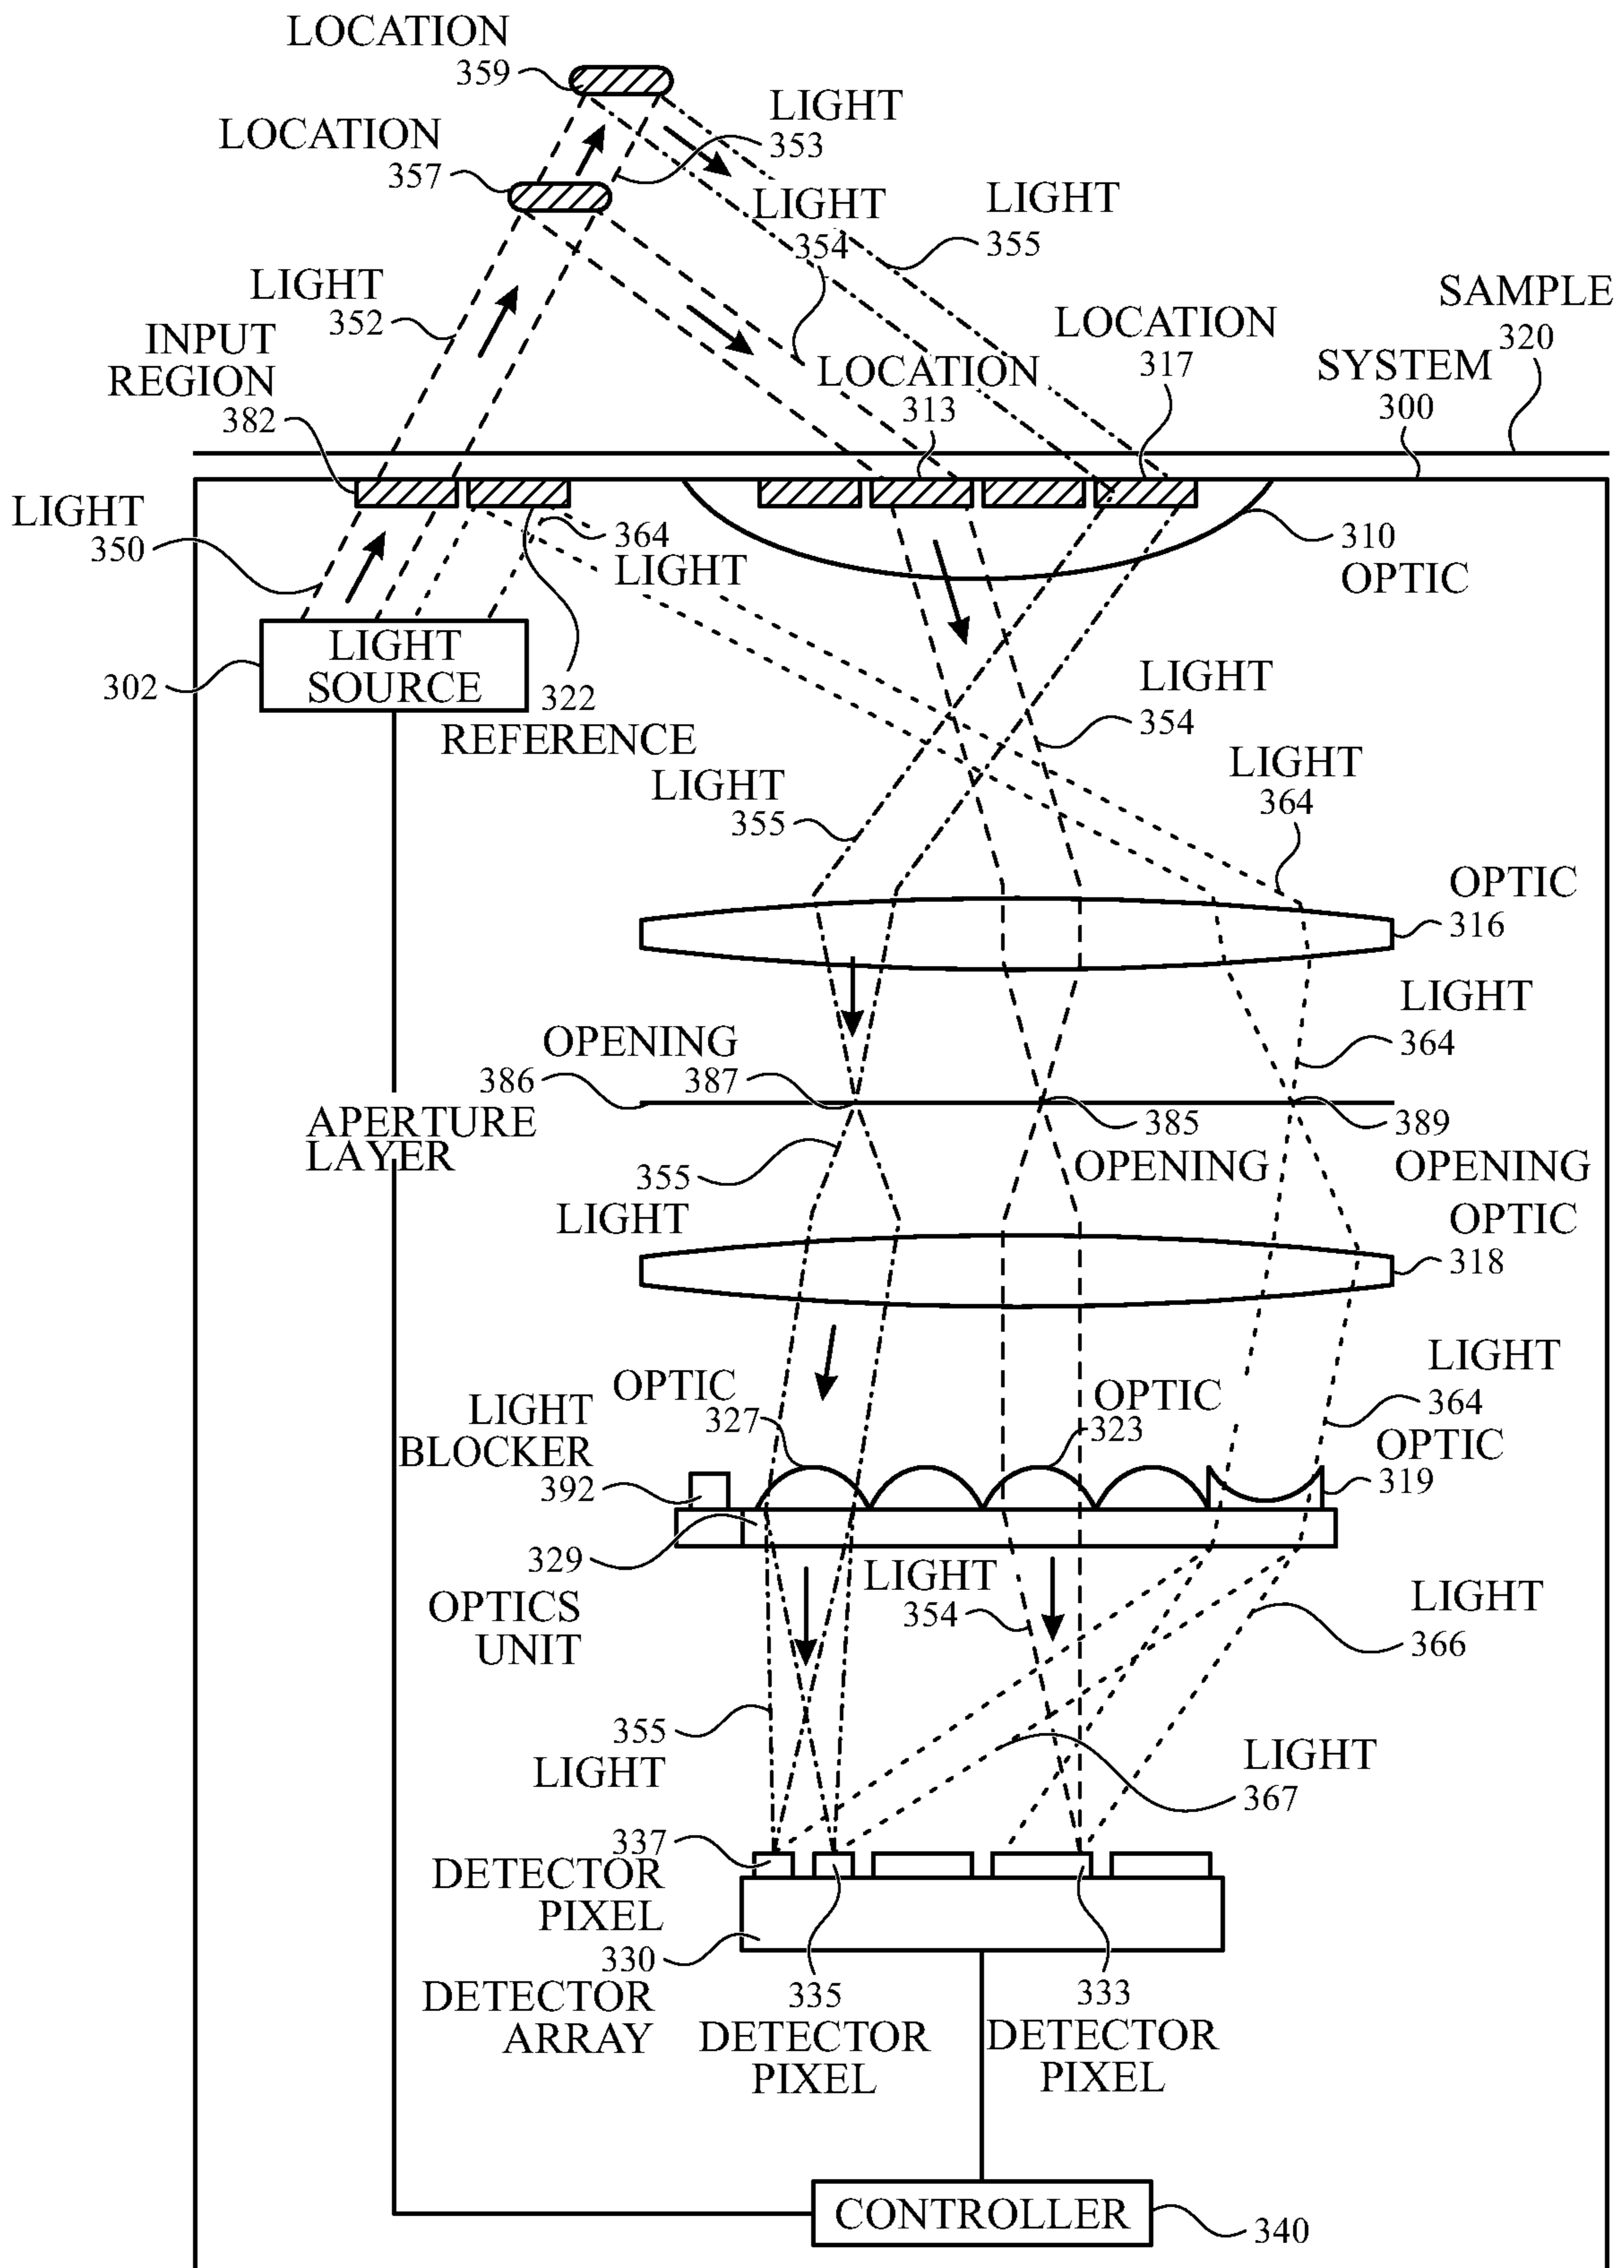 LOCATION
359
LIGHT
353
LOCATION
357
LIGHT
354
LIGHT
355
LIGHT
352
SAMPLE
320
INPUT
REGION
382
LOCATION
317
LOCATION
313
SYSTEM
300
LIGHT
350
364
LIGHT
310
OPTIC
LIGHT
SOURCE
302
322
REFERENCE
LIGHT
354
LIGHT
355
LIGHT
364
OPTIC
316
LIGHT
364
OPENING
386
387
APERTURE
LAYER
385
OPENING
389
OPENING
355
LIGHT
OPTIC
318
LIGHT
364
OPTIC
327
OPTIC
323
LIGHT
BLOCKER
392
OPTIC
319
329
OPTICS
UNIT
LIGHT
354
LIGHT
366
355
LIGHT
LIGHT
367
337
DETECTOR
PIXEL
330
DETECTOR
ARRAY
335
DETECTOR
PIXEL
333
DETECTOR
PIXEL
CONTROLLER
340